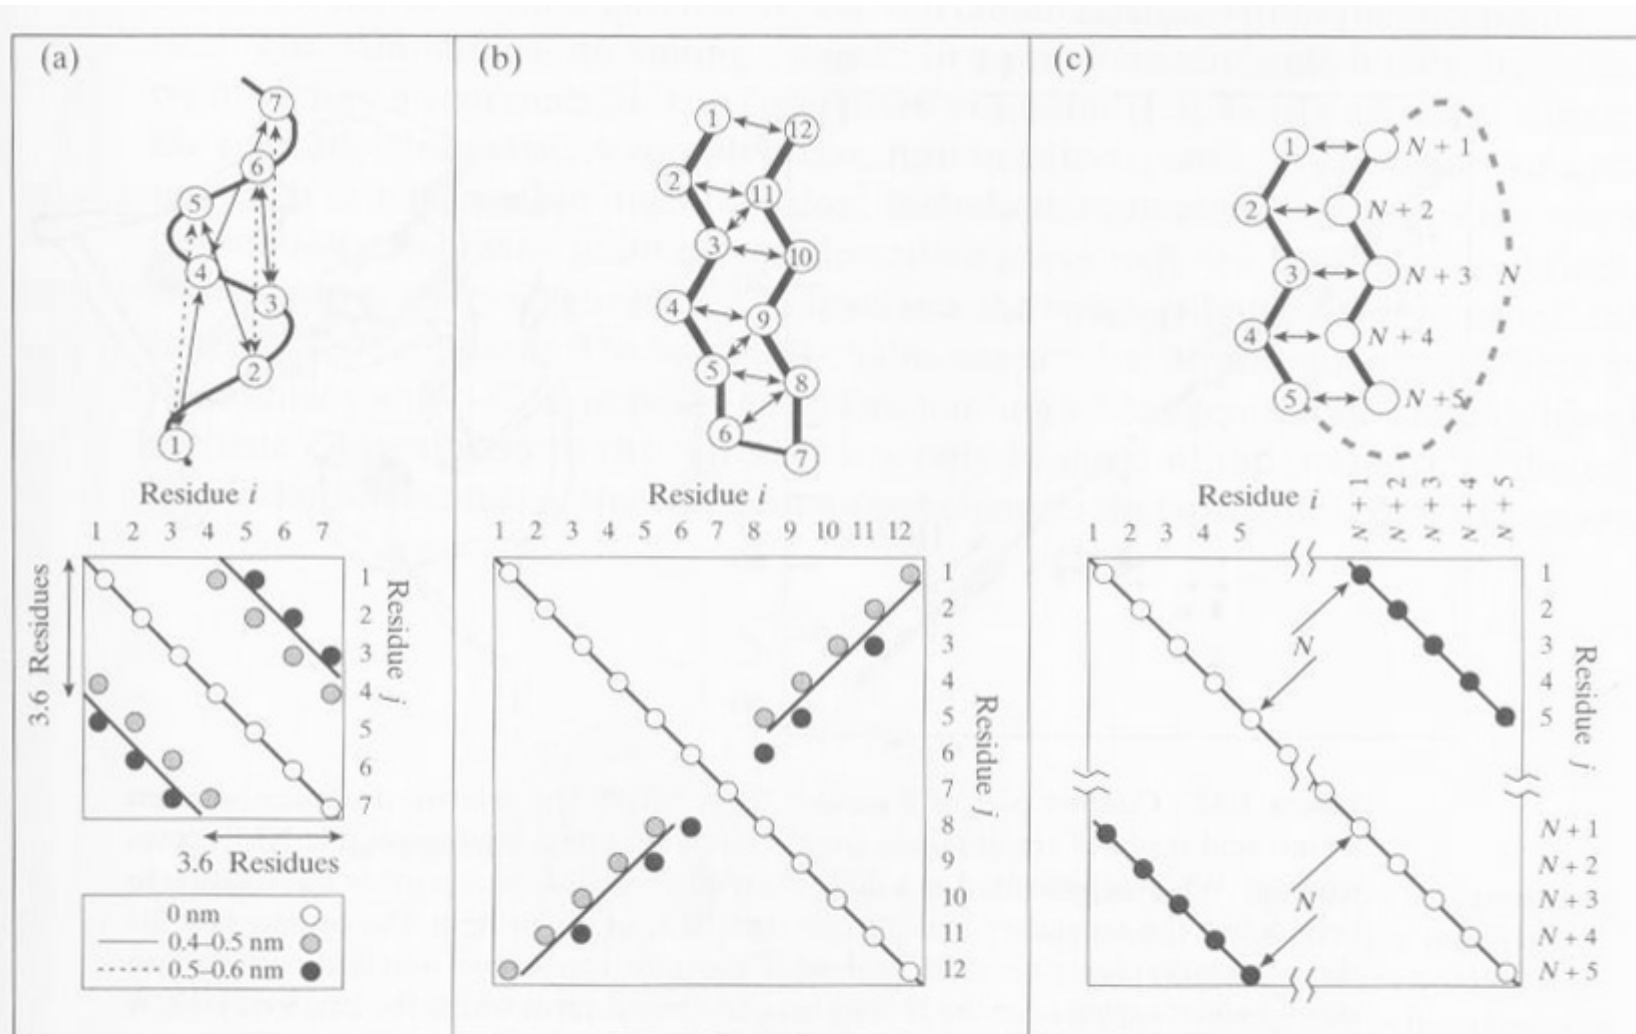 (a)
7
6
5
4
3
2
1
Residue i
1 2 3 4 5 6 7
3.6 Residues
1
2
3
4
5
6
7
Residue j
3.6 Residues
0 nm
0.4–0.5 nm
0.5–0.6 nm
(b)
1 12
2 11
3 10
4 9
5 8
6 7
Residue i
1 2 3 4 5 6 7 8 9 10 11 12
1
2
3
4
5
6
7
8
9
10
11
12
Residue j
(c)
1 N + 1
2 N + 2
3 N + 3 N
4 N + 4
5 N + 5
Residue i
1 2 3 4 5 N + 1 N + 2 N + 3 N + 4 N + 5
1
2
3
4
5
Residue j
N
N
N + 1
N + 2
N + 3
N + 4
N + 5